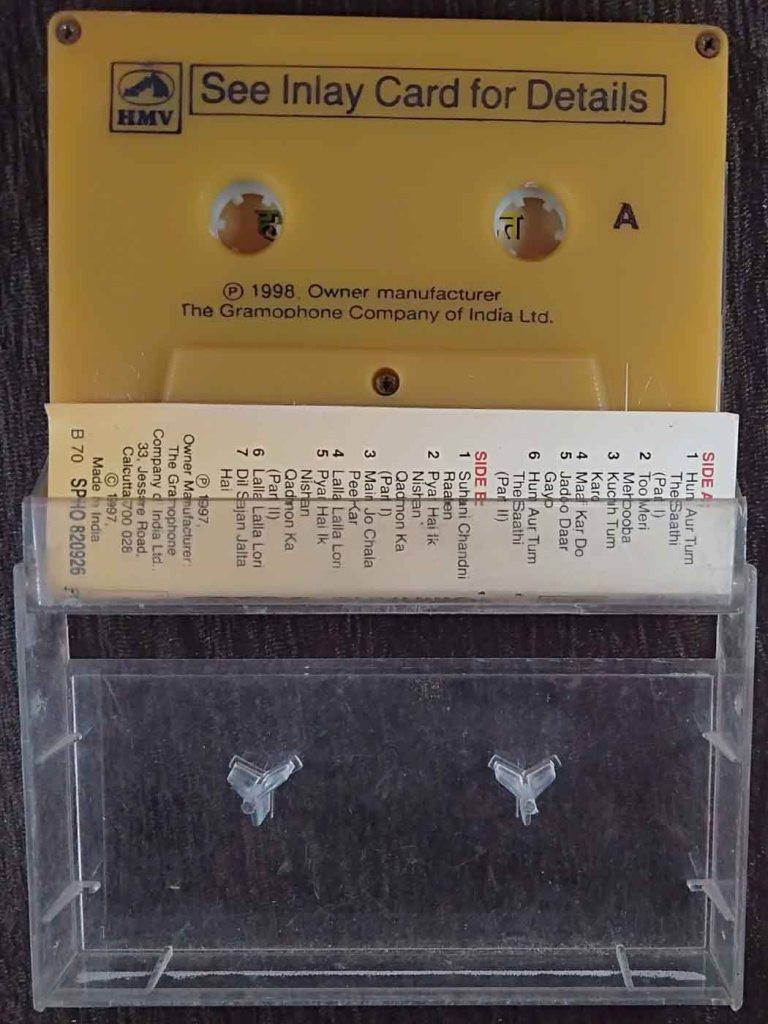 HMV
See Inlay Card for Details
त
A
℗ 1998. Owner manufacturer
The Gramophone Company of India Ltd.
SIDE A:
1 Hum Aur Tum
The Saathi
(Part I)
2 Too Meri
Mehbooba
3 Kuchh Tum
Karo
4 Maaf Kar Do
5 Jadoo Daar
Gayo
6 Hum Aur Tum
The Saathi
(Part II)
SIDE B:
1 Suhani Chandni
Raaten
2 Pyar Hai Ik
Nishan
Qadmon Ka
(Part I)
3 Main Jo Chala
Pee Kar
4 Lalla Lalla Lori
5 Pyar Hai Ik
Nishan
Qadmon Ka
(Part II)
6 Lalla Lalla Lori
7 Dil Sajan Jalta
Hai
℗ 1997,
Owner Manufacturer:
The Gramophone
Company of India Ltd.,
33, Jessore Road,
Calcutta 700 028
© 1997,
Made in India
B 70 SPHO 820926